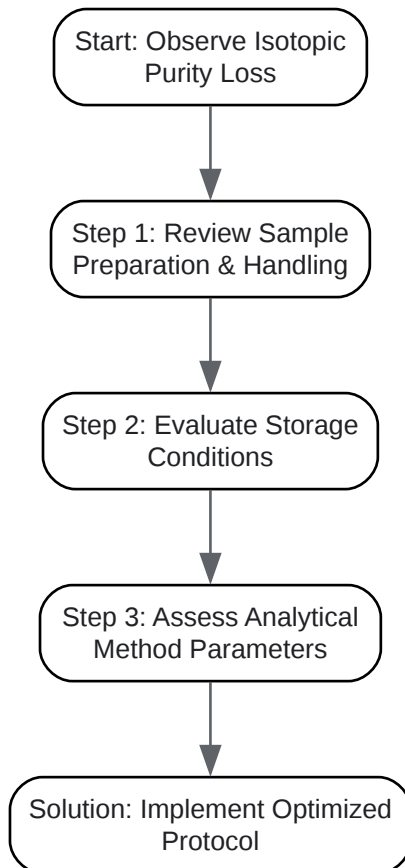 Start: Observe Isotopic
Purity Loss
Step 1: Review Sample
Preparation & Handling
Step 2: Evaluate Storage
Conditions
Step 3: Assess Analytical
Method Parameters
Solution: Implement Optimized
Protocol